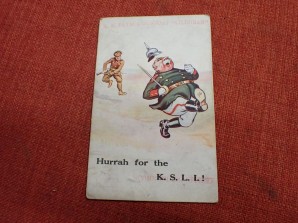 Hurrah for the
K. S. L. I.!